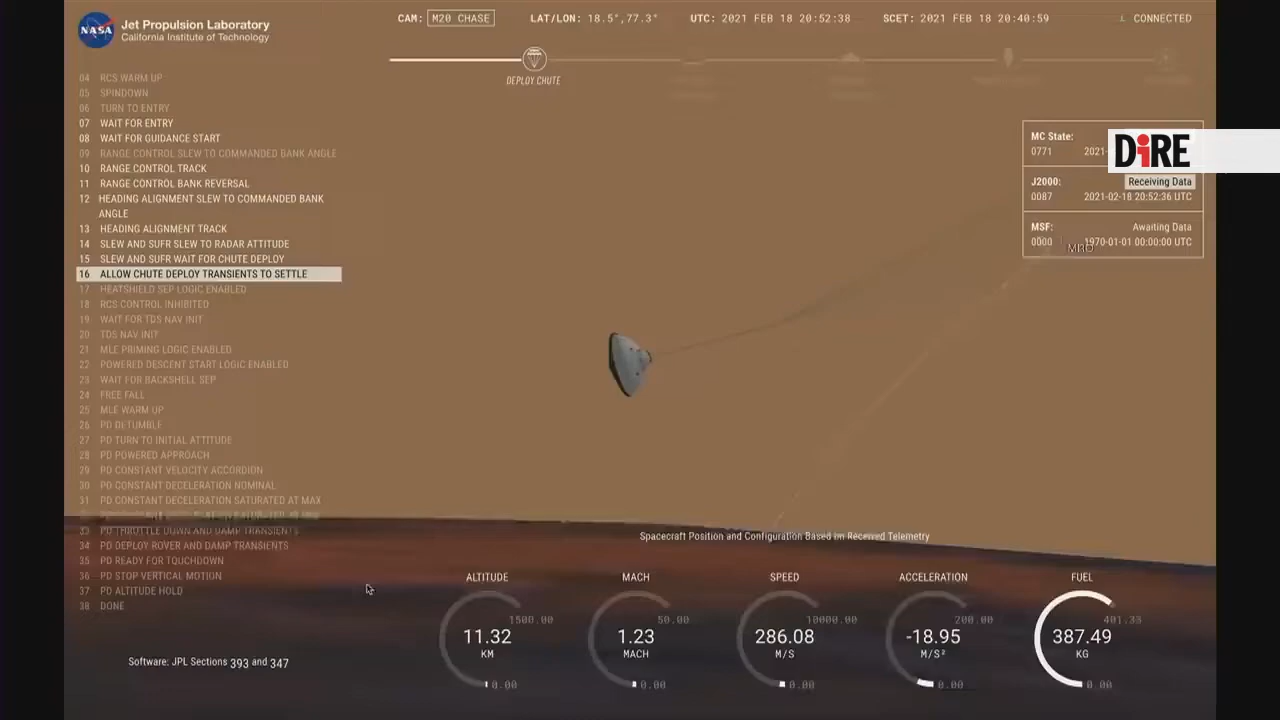 NASA
Jet Propulsion Laboratory
California Institute of Technology
CAM: M20 CHASE
LAT/LON: 18.5°,77.3°
UTC: 2021 FEB 18 20:52:38
SCET: 2021 FEB 18 20:40:59
CONNECTED
DEPLOY CHUTE
04 RCS WARM UP
05 SPINDOWN
06 TURN TO ENTRY
07 WAIT FOR ENTRY
08 WAIT FOR GUIDANCE START
09 RANGE CONTROL SLEW TO COMMANDED BANK ANGLE
10 RANGE CONTROL TRACK
11 RANGE CONTROL BANK REVERSAL
12 HEADING ALIGNMENT SLEW TO COMMANDED BANK
ANGLE
13 HEADING ALIGNMENT TRACK
14 SLEW AND SUFR SLEW TO RADAR ATTITUDE
15 SLEW AND SUFR WAIT FOR CHUTE DEPLOY
16 ALLOW CHUTE DEPLOY TRANSIENTS TO SETTLE
17 HEATSHIELD SEP LOGIC ENABLED
18 RCS CONTROL INHIBITED
19 WAIT FOR TDS NAV INIT
20 TDS NAV INIT
21 MLE PRIMING LOGIC ENABLED
22 POWERED DESCENT START LOGIC ENABLED
23 WAIT FOR BACKSHELL SEP
24 FREE FALL
25 MLE WARM UP
26 PD DETUMBLE
27 PD TURN TO INITIAL ATTITUDE
28 PD POWERED APPROACH
29 PD CONSTANT VELOCITY ACCORDION
30 PD CONSTANT DECELERATION NOMINAL
31 PD CONSTANT DECELERATION SATURATED AT MAX
33 PD THROTTLE DOWN AND DAMP TRANSIENTS
34 PD DEPLOY ROVER AND DAMP TRANSIENTS
35 PD READY FOR TOUCHDOWN
36 PD STOP VERTICAL MOTION
37 PD ALTITUDE HOLD
38 DONE
MC State:
0771 2021-
DiRE
J2000: Receiving Data
0087 2021-02-18 20:52:36 UTC
MSF: Awaiting Data
0000 1970-01-01 00:00:00 UTC
MRO
Spacecraft Position and Configuration Based on Received Telemetry
ALTITUDE
1500.00
11.32
KM
0.00
MACH
50.00
1.23
MACH
0.00
SPEED
10000.00
286.08
M/S
0.00
ACCELERATION
200.00
-18.95
M/S²
0.00
FUEL
401.33
387.49
KG
0.00
Software: JPL Sections 393 and 347